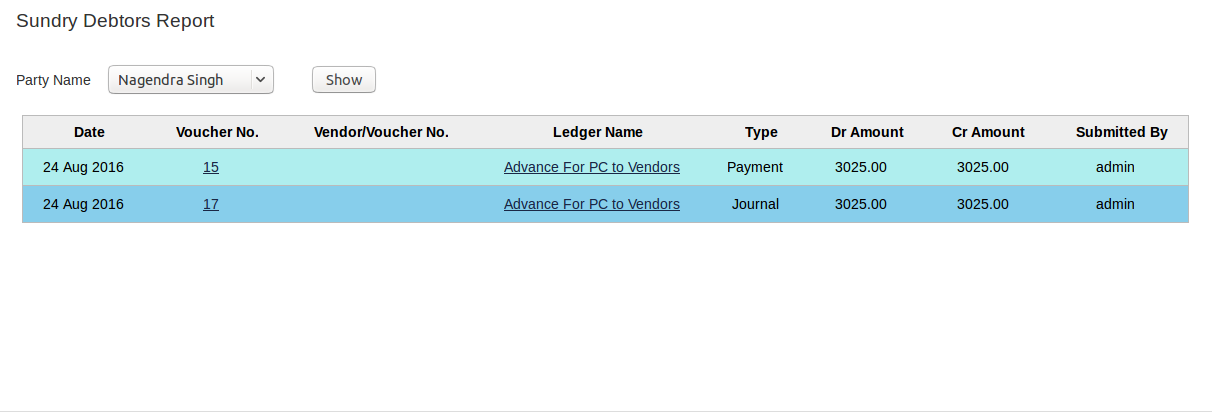 Sundry Debtors Report
Party Name Nagendra Singh Show
Date Voucher No. Vendor/Voucher No. Ledger Name Type Dr Amount Cr Amount Submitted By
24 Aug 2016 15 Advance For PC to Vendors Payment 3025.00 3025.00 admin
24 Aug 2016 17 Advance For PC to Vendors Journal 3025.00 3025.00 admin